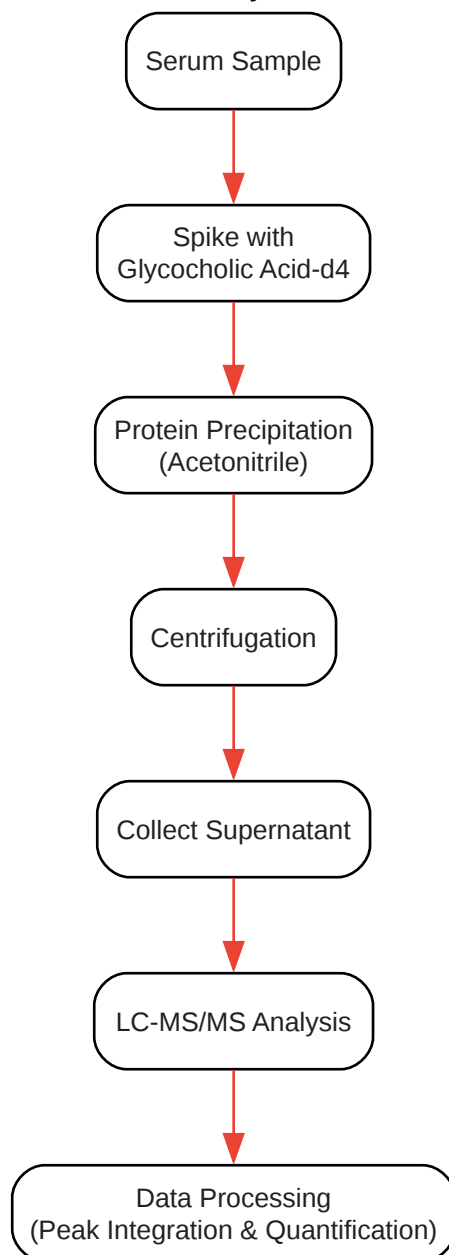 Serum Sample
Spike with
Glycocholic Acid-d4
Protein Precipitation
(Acetonitrile)
Centrifugation
Collect Supernatant
LC-MS/MS Analysis
Data Processing
(Peak Integration & Quantification)